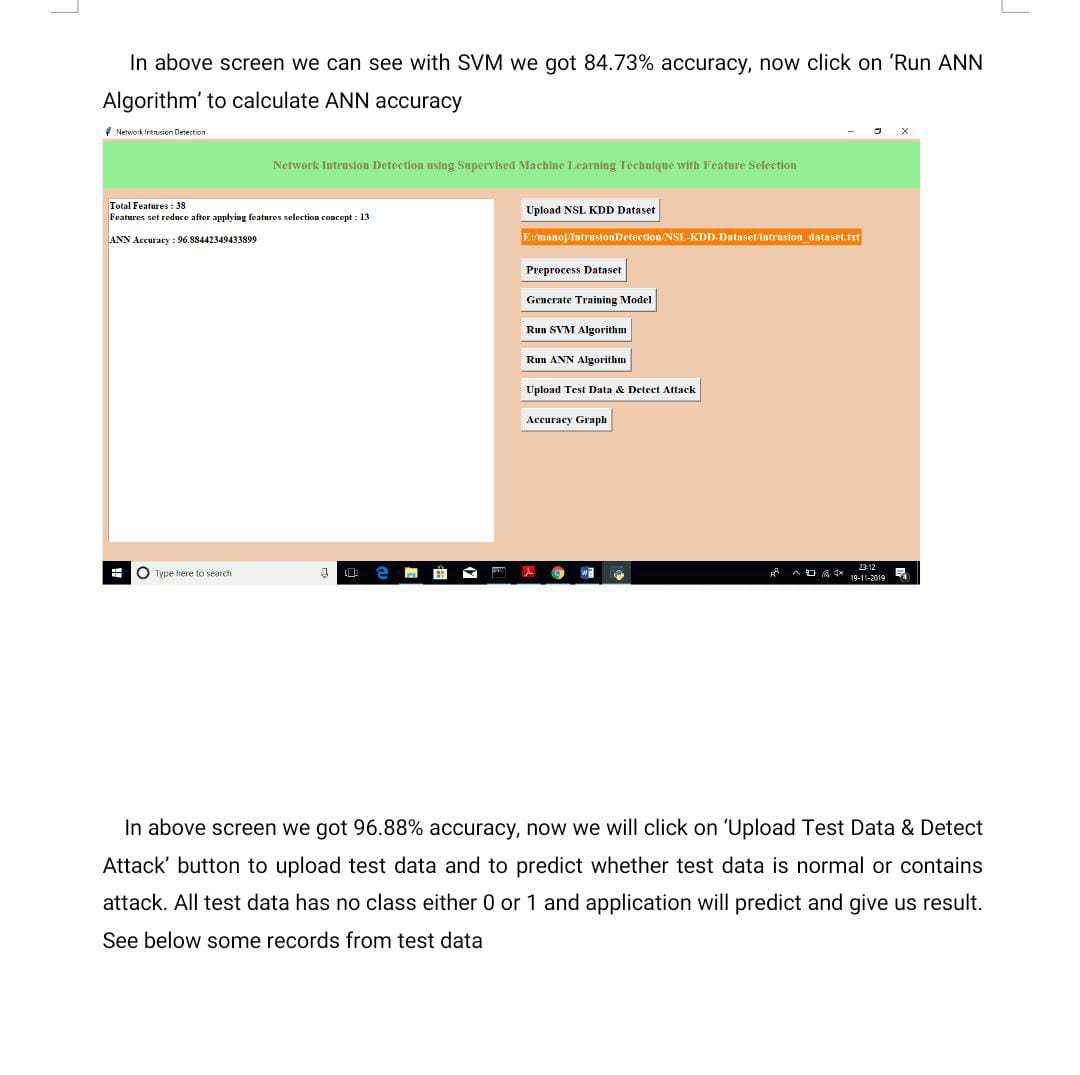 In above screen we can see with SVM we got 84.73% accuracy, now click on ‘Run ANN
Algorithm’ to calculate ANN accuracy
Network Intrusion Detection
Network Intrusion Detection using Supervised Machine Learning Technique with Feature Selection
Total Features : 38
Features set reduce after applying features selection concept : 13
ANN Accuracy : 96.88442349433899
Upload NSL KDD Dataset
E:/manoj/IntrusionDetection/NSL-KDD-Dataset/intrusion_dataset.txt
Preprocess Dataset
Generate Training Model
Run SVM Algorithm
Run ANN Algorithm
Upload Test Data & Detect Attack
Accuracy Graph
Type here to search
23:12
19-11-2019
4
In above screen we got 96.88% accuracy, now we will click on ‘Upload Test Data & Detect
Attack’ button to upload test data and to predict whether test data is normal or contains
attack. All test data has no class either 0 or 1 and application will predict and give us result.
See below some records from test data